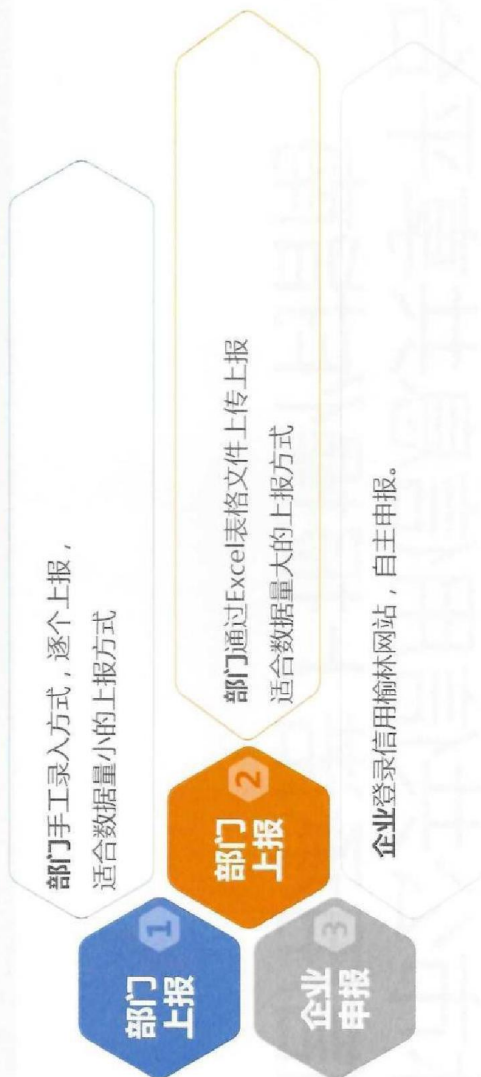 1
部门
上报
部门手工录入方式，逐个上报，
适合数据量小的上报方式
2
部门
上报
部门通过Excel表格文件上传上报
适合数据量大的上报方式
3
企业
申报
企业登录信用榆林网站，自主申报。